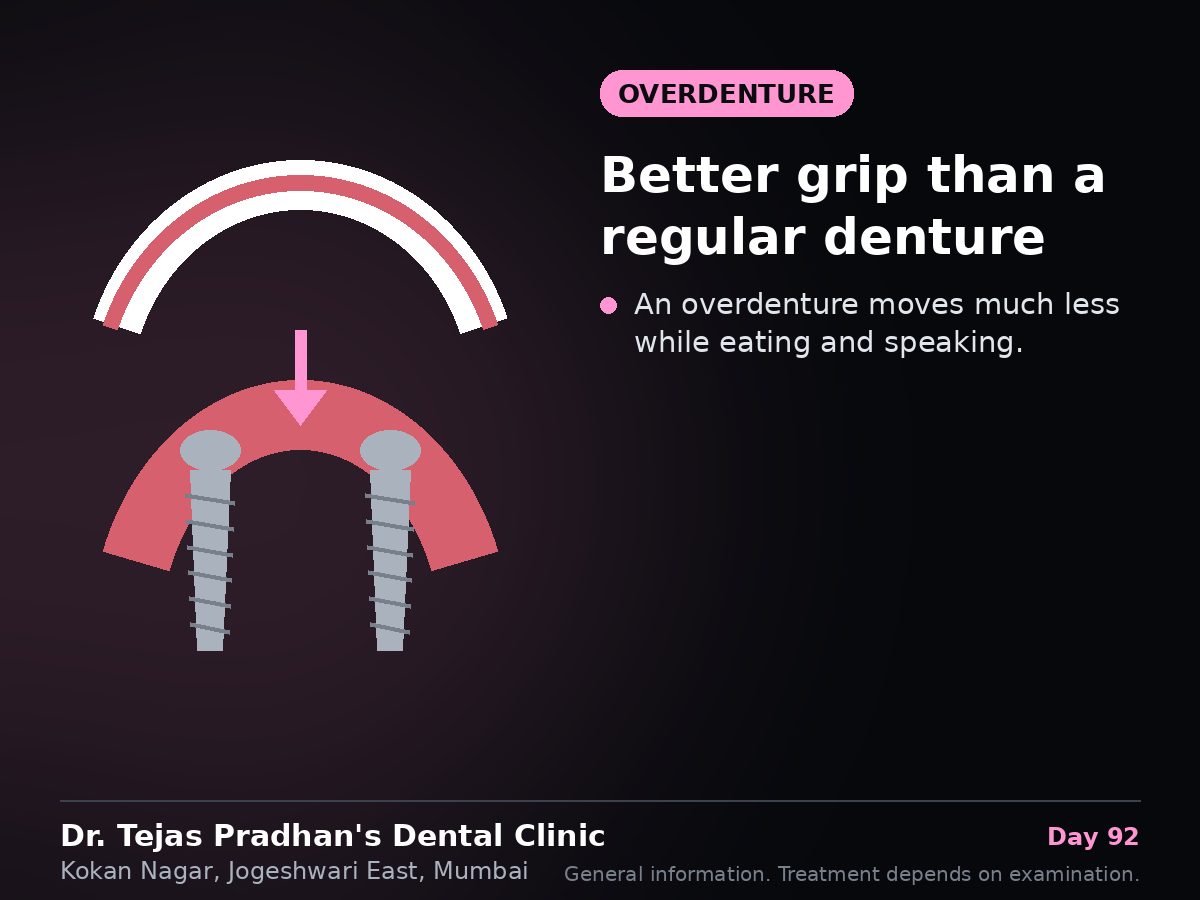 OVERDENTURE
Better grip than a
regular denture
An overdenture moves much less
while eating and speaking.
Dr. Tejas Pradhan's Dental Clinic
Day 92
Kokan Nagar, Jogeshwari East, Mumbai
General information. Treatment depends on examination.